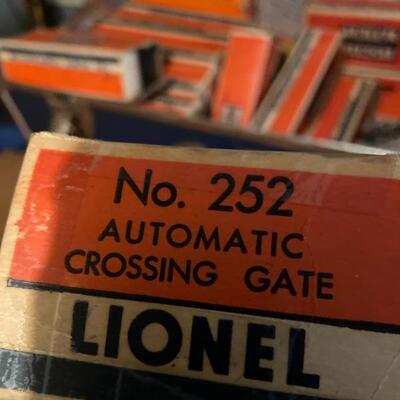 No. 252
AUTOMATIC
CROSSING GATE
LIONEL